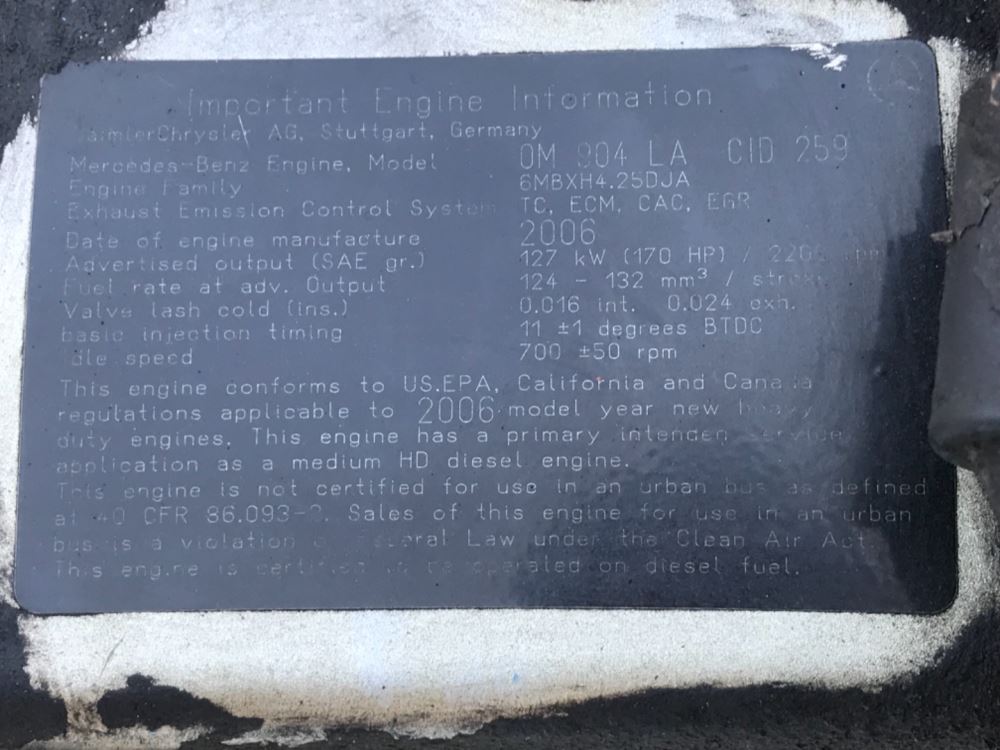 Important Engine Information
DaimlerChrysler AG, Stuttgart, Germany
Mercedes-Benz Engine, Model OM 904 LA CID 259
Engine Family 6MBXH4.25DJA
Exhaust Emission Control System TC, ECM, CAC, EGR
Date of engine manufacture 2006
Advertised output (SAE gr.) 127 kW (170 HP) / 2200 rpm
Fuel rate at adv. Output 124 - 132 mm³ / stroke
Valve lash cold (ins.) 0.016 int. 0.024 exh.
basic injection timing 11 ±1 degrees BTDC
Idle speed 700 ±50 rpm
This engine conforms to US.EPA, California and Canada
regulations applicable to 2006 model year new heavy
duty engines. This engine has a primary intended service
application as a medium HD diesel engine.
This engine is not certified for use in an urban bus as defined
at 40 CFR 86.093-2. Sales of this engine for use in an urban
bus is a violation of Federal Law under the Clean Air Act
This engine is certified to be operated on diesel fuel.